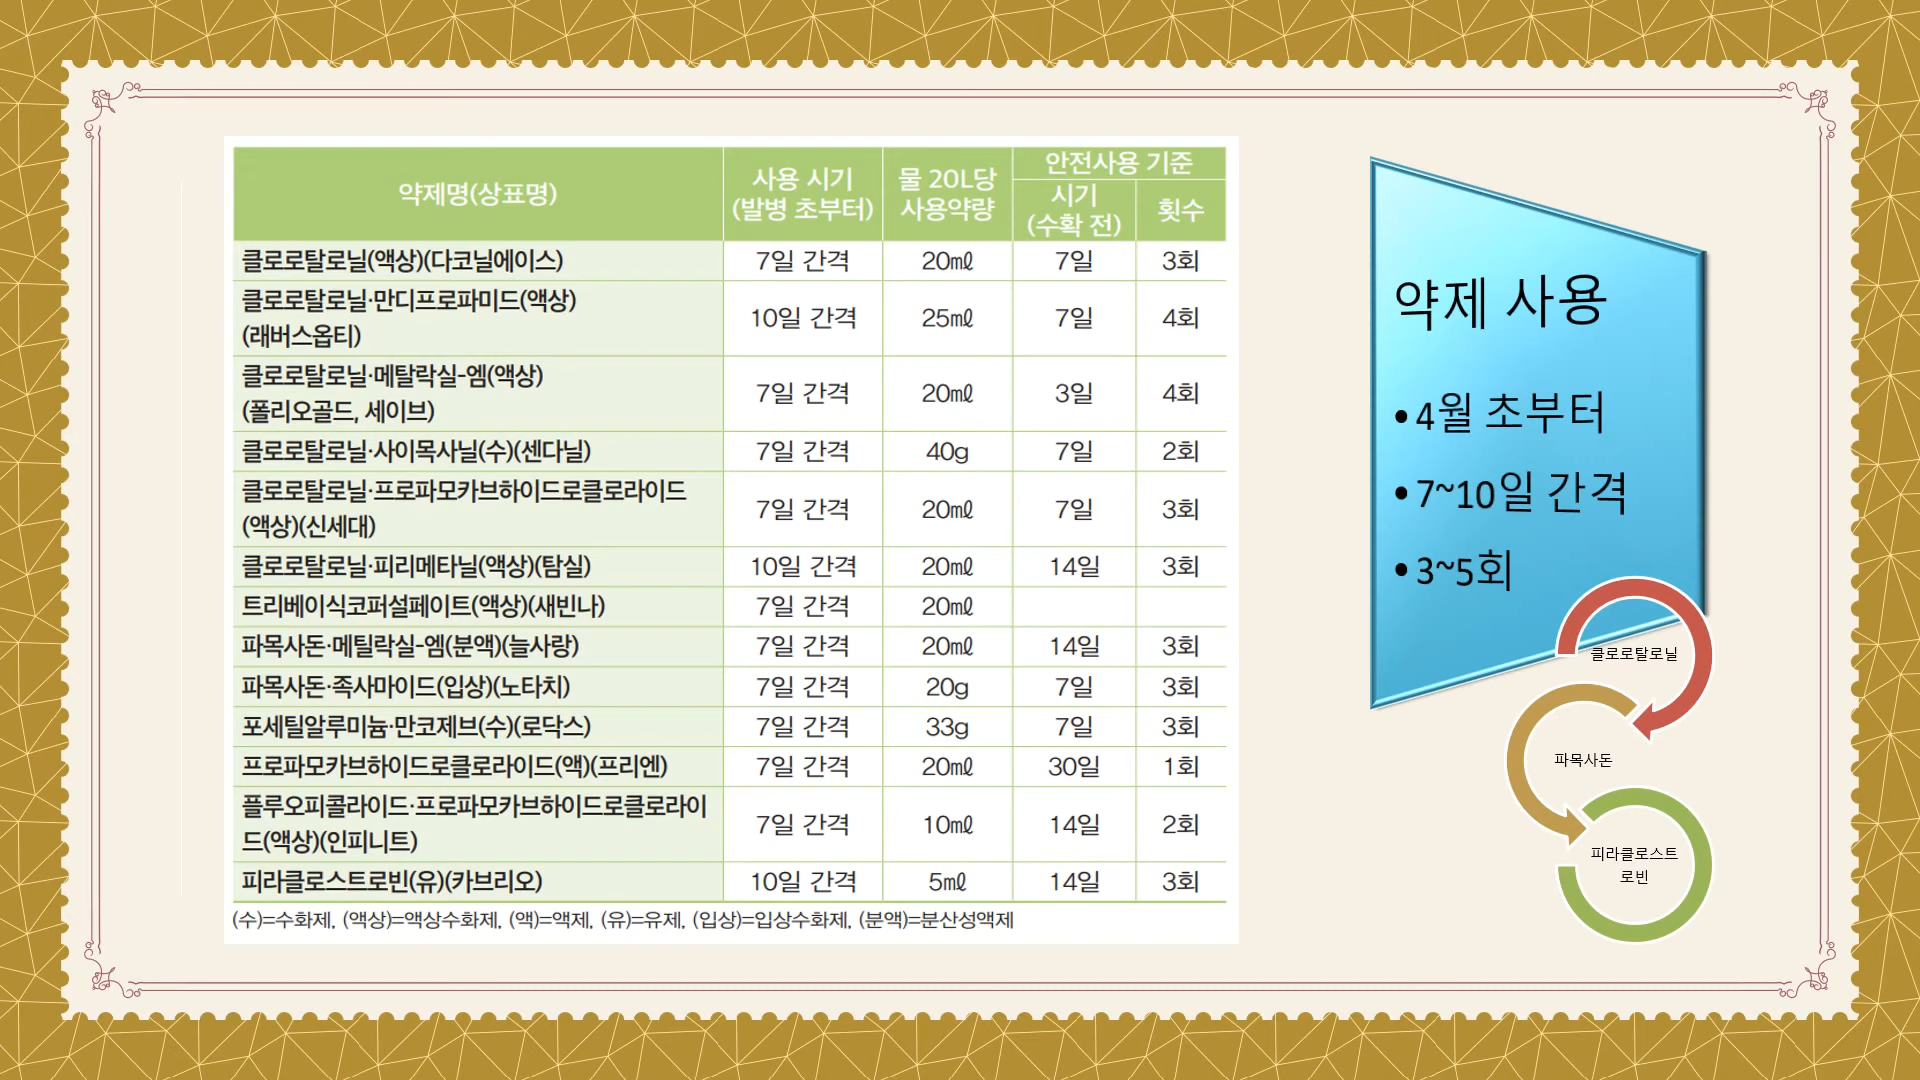 약제명(상표명)
사용 시기
(발병 초부터)
물 20L당
사용약량
안전사용 기준
시기
(수확 전)
횟수
클로로탈로닐(액상)(다코닐에이스) 7일 간격 20㎖ 7일 3회
클로로탈로닐·만디프로파미드(액상)
(래버스옵티) 10일 간격 25㎖ 7일 4회
클로로탈로닐·메탈락실-엠(액상)
(폴리오골드, 세이브) 7일 간격 20㎖ 3일 4회
클로로탈로닐·사이목사닐(수)(센다닐) 7일 간격 40g 7일 2회
클로로탈로닐·프로파모카브하이드로클로라이드
(액상)(신세대) 7일 간격 20㎖ 7일 3회
클로로탈로닐·피리메타닐(액상)(탐실) 10일 간격 20㎖ 14일 3회
트리베이식코퍼설페이트(액상)(새빈나) 7일 간격 20㎖
파목사돈·메틸락실-엠(분액)(늘사랑) 7일 간격 20㎖ 14일 3회
파목사돈·족사마이드(입상)(노타치) 7일 간격 20g 7일 3회
포세틸알루미늄·만코제브(수)(로닥스) 7일 간격 33g 7일 3회
프로파모카브하이드로클로라이드(액)(프리엔) 7일 간격 20㎖ 30일 1회
플루오피콜라이드·프로파모카브하이드로클로라이
드(액상)(인피니트) 7일 간격 10㎖ 14일 2회
피라클로스트로빈(유)(카브리오) 10일 간격 5㎖ 14일 3회
(수)=수화제, (액상)=액상수화제, (액)=액제, (유)=유제, (입상)=입상수화제, (분액)=분산성액제
약제 사용
•4월 초부터
•7~10일 간격
•3~5회
클로로탈로닐
파목사돈
피라클로스트
로빈